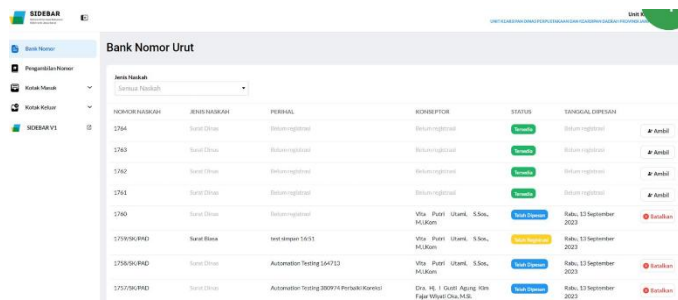 SIDEBAR
Unit K
UNIT KEARSIPAN DINAS PERPUSTAKAAN DAN KEARSIPAN DAERAH PROVINSI
Bank Nomor
Pengambilan Nomor
Kotak Masuk
Kotak Keluar
SIDEBAR V1
Bank Nomor Urut
Jenis Naskah
Semua Naskah
NOMOR NASKAH JENIS NASKAH PERIHAL KONSEPTOR STATUS TANGGAL DIPESAN
1764 Surat Dinas Belum registrasi Belum registrasi Tersedia Belum registrasi Ambil
1763 Surat Dinas Belum registrasi Belum registrasi Tersedia Belum registrasi Ambil
1762 Surat Dinas Belum registrasi Belum registrasi Tersedia Belum registrasi Ambil
1761 Surat Dinas Belum registrasi Belum registrasi Tersedia Belum registrasi Ambil
1760 Surat Dinas Belum registrasi Vita Putri Utami, S.Sos., Telah Dipesan Rabu, 13 September Batalkan
M.I.Kom 2023
1759/SK/PAD Surat Biasa test simpan 16:51 Vita Putri Utami, S.Sos., Telah Registrasi Rabu, 13 September
M.I.Kom 2023
1758/SK/PAD Surat Dinas Automation Testing 164713 Vita Putri Utami, S.Sos., Telah Dipesan Rabu, 13 September Batalkan
M.I.Kom 2023
1757/SK/PAD Surat Dinas Automation Testing 380974 Perbaiki Koreksi Dra. Hj. I Gusti Agung Kim Telah Dipesan Rabu, 13 September Batalkan
Fajar Wiyati Oka, M.Si. 2023